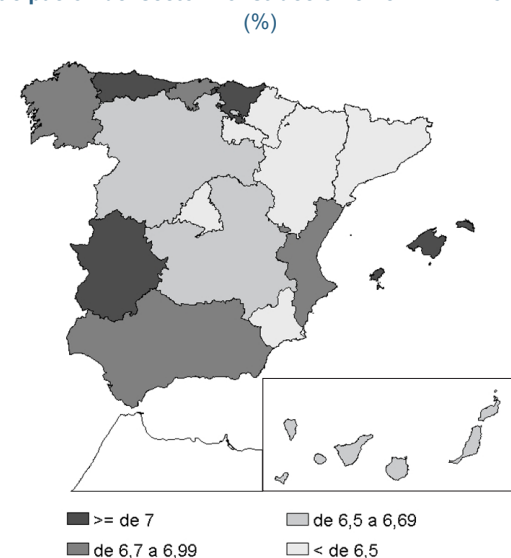 (%)
>= de 7
de 6,5 a 6,69
de 6,7 a 6,99
< de 6,5